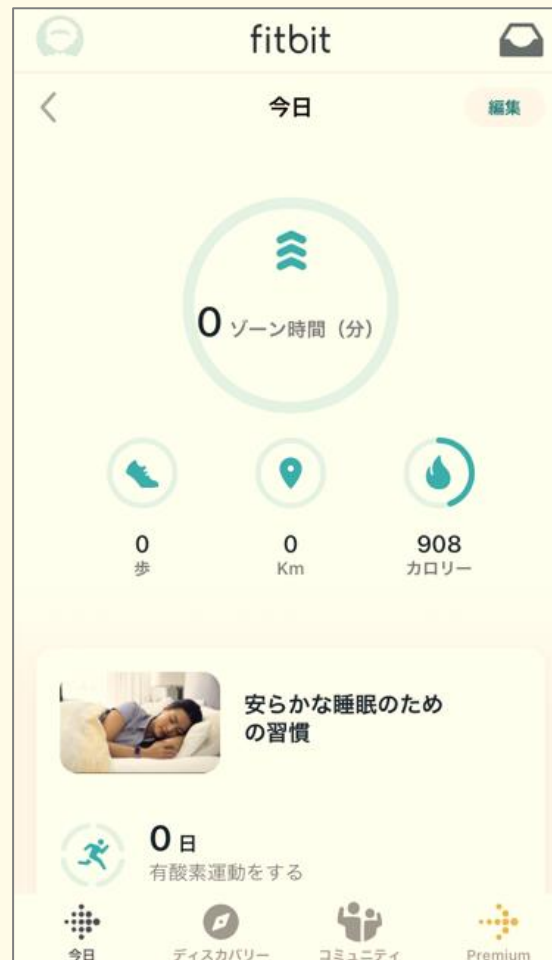 fitbit
今日
編集
0 ゾーン時間（分）
0
歩
0
Km
908
カロリー
安らかな睡眠のため
の習慣
0 日
有酸素運動をする
今日
ディスカバリー
コミュニティ
Premium